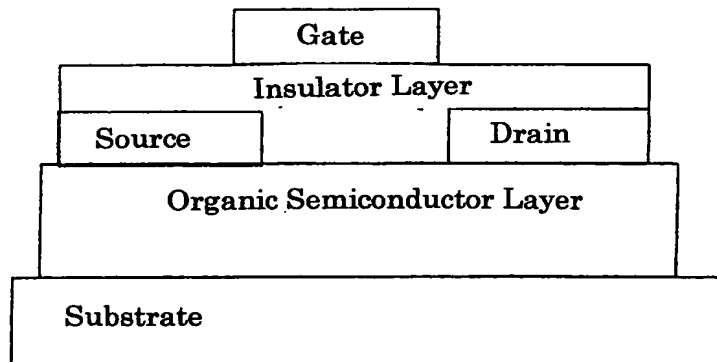 Gate
Insulator Layer
Source
Drain
Organic Semiconductor Layer
Substrate